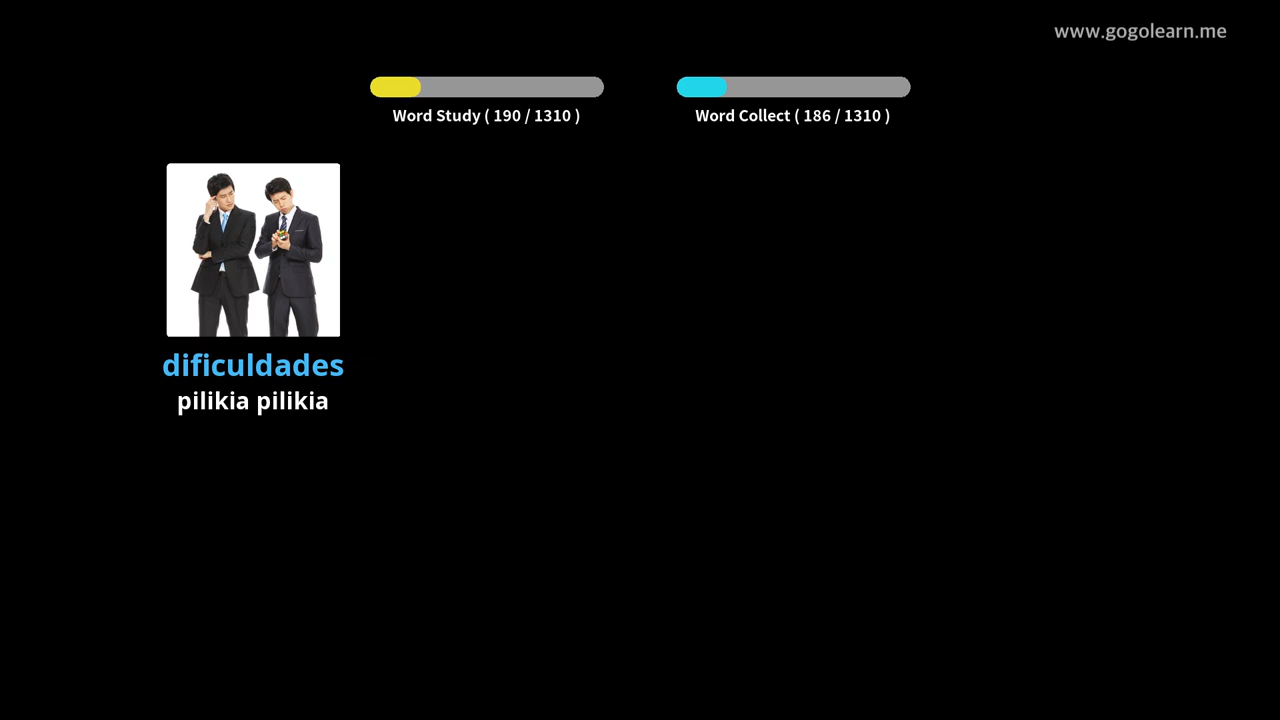 www.gogolearn.me
Word Study ( 190 / 1310 )
Word Collect ( 186 / 1310 )
dificuldades
pilikia pilikia